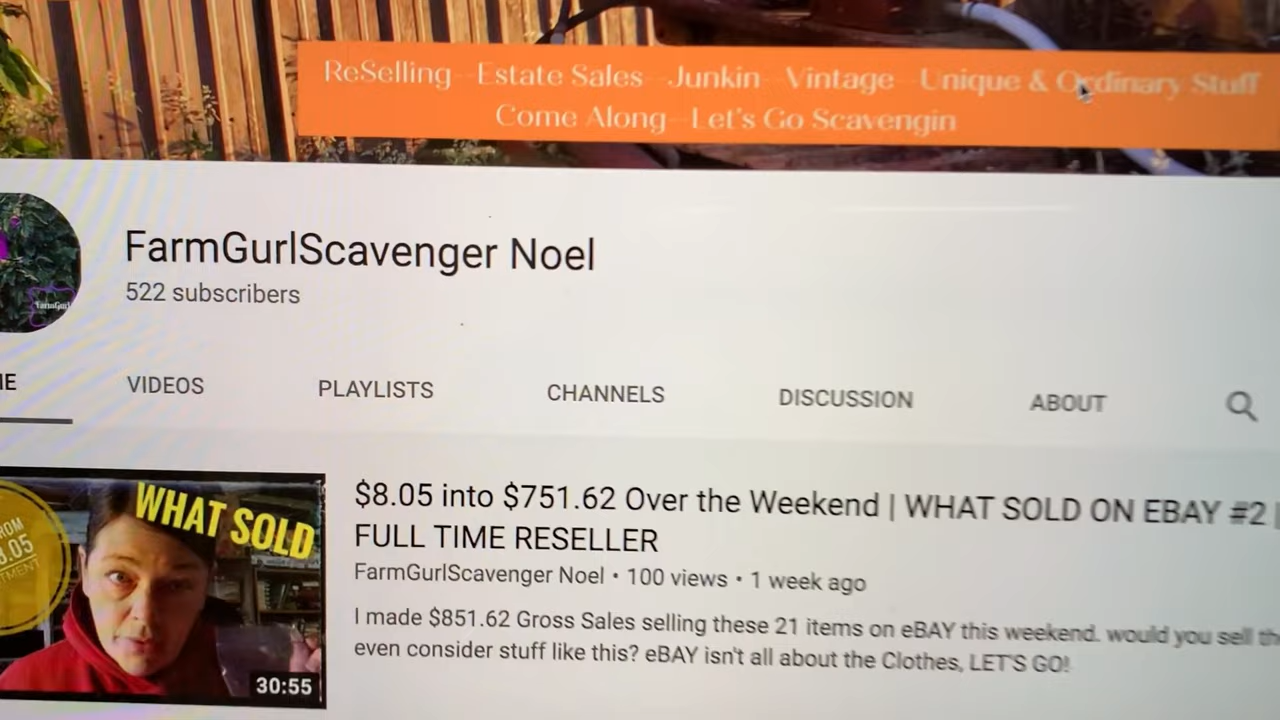 ReSelling Estate Sales Junkin Vintage Unique & Ordinary Stuff
Come Along Let's Go Scavengin
FarmGurlScavenger Noel
522 subscribers
VIDEOS PLAYLISTS CHANNELS DISCUSSION ABOUT
WHAT SOLD
30:55
$8.05 into $751.62 Over the Weekend | WHAT SOLD ON EBAY #2 |
FULL TIME RESELLER
FarmGurlScavenger Noel • 100 views • 1 week ago
I made $851.62 Gross Sales selling these 21 items on eBAY this weekend. would you sell
even consider stuff like this? eBAY isn't all about the Clothes, LET'S GO!